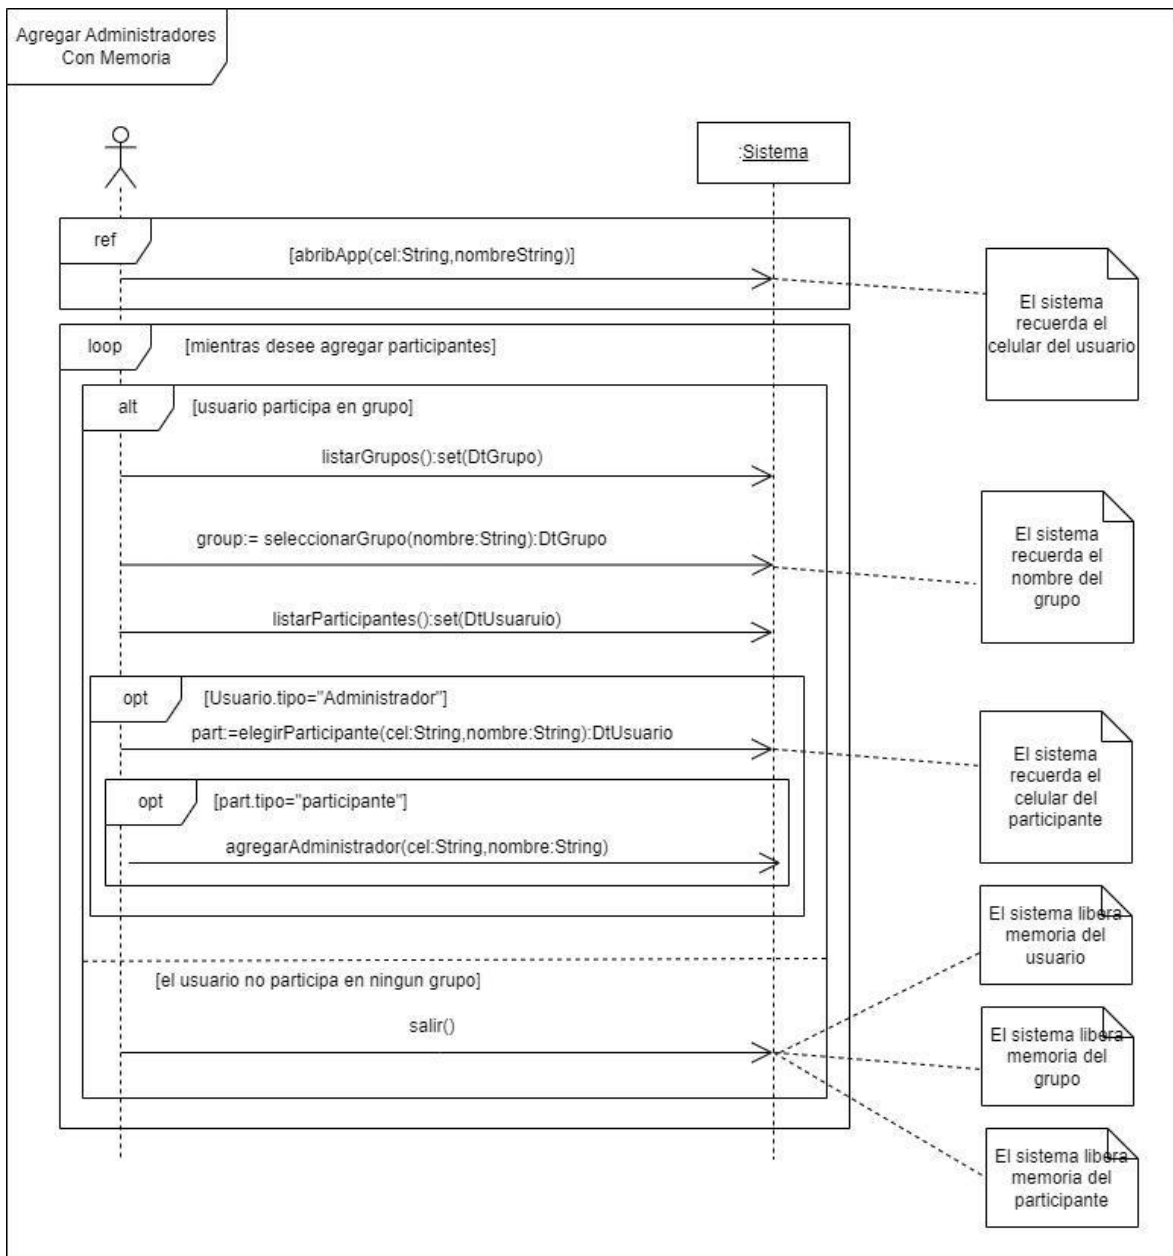 Agregar Administradores
Con Memoria
:Sistema
ref
[abribApp(cel:String,nombreString)]
El sistema
recuerda el
celular del usuario
loop
[mientras desee agregar participantes]
alt
[usuario participa en grupo]
listarGrupos():set(DtGrupo)
group:= seleccionarGrupo(nombre:String):DtGrupo
El sistema
recuerda el
nombre del
grupo
listarParticipantes():set(DtUsuaruio)
opt
[Usuario.tipo="Administrador"]
part:=elegirParticipante(cel:String,nombre:String):DtUsuario
El sistema
recuerda el
celular del
participante
opt
[part.tipo="participante"]
agregarAdministrador(cel:String,nombre:String)
El sistema libera
memoria del
usuario
[el usuario no participa en ningun grupo]
salir()
El sistema libera
memoria del
grupo
El sistema libera
memoria del
participante